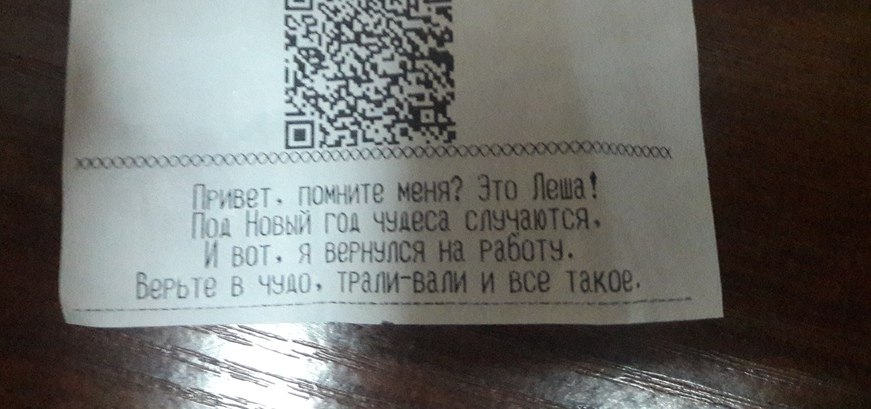 xxxxxxxxxxxxxxxxxxxxxxxxxxxxxxxxxxxxxxxxxxxxxxxxxxxxxxxxxxxxxxxx
Привет, помните меня? Это Леша!
Под Новый год чудеса случаются,
И вот, я вернулся на работу.
Верьте в чудо, трали-вали и все такое.